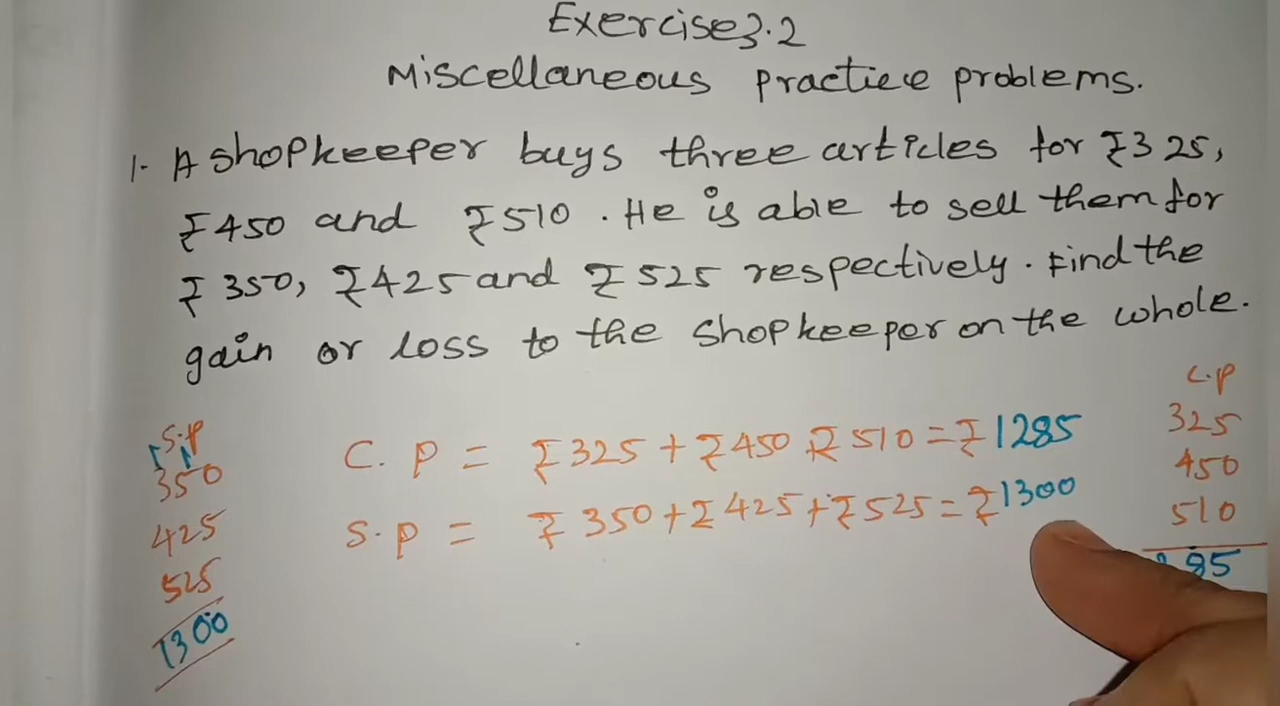 Exercise3.2
Miscellaneous practice problems.
1. A shopkeeper buys three articles for ₹325,
₹450 and ₹510. He is able to sell them for
₹350, ₹425 and ₹525 respectively. Find the
gain or loss to the shopkeeper on the whole.
C.P = ₹325 + ₹450 ₹510 = ₹1285
S.P = ₹350 + ₹425 + ₹525 = ₹1300
S.P
350
425
525
1300
C.P
325
450
510